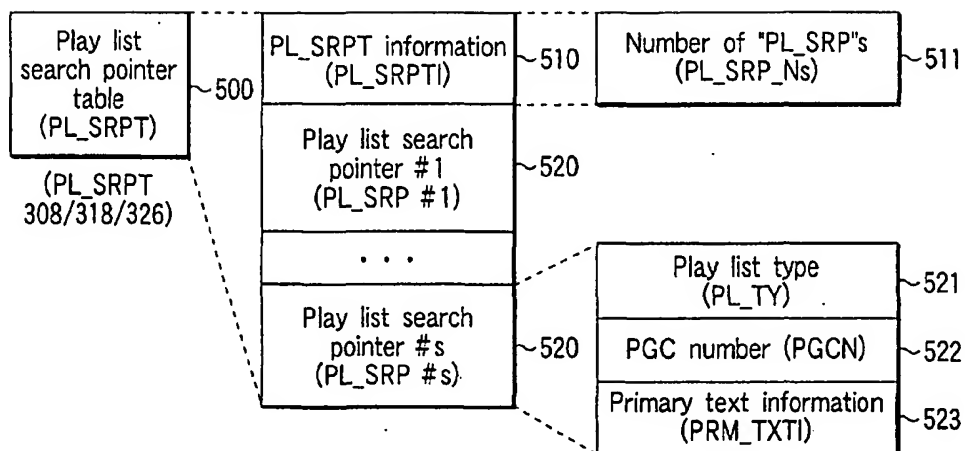 Play list
search pointer
table
(PL_SRPT)
500
(PL_SRPT
308/318/326)
PL_SRPT information
(PL_SRPTI)
510
Play list search
pointer #1
(PL_SRP #1)
520
. . .
Play list search
pointer #s
(PL_SRP #s)
520
Number of "PL_SRP"s
(PL_SRP_Ns)
511
Play list type
(PL_TY)
521
PGC number (PGCN)
522
Primary text information
(PRM_TXTI)
523